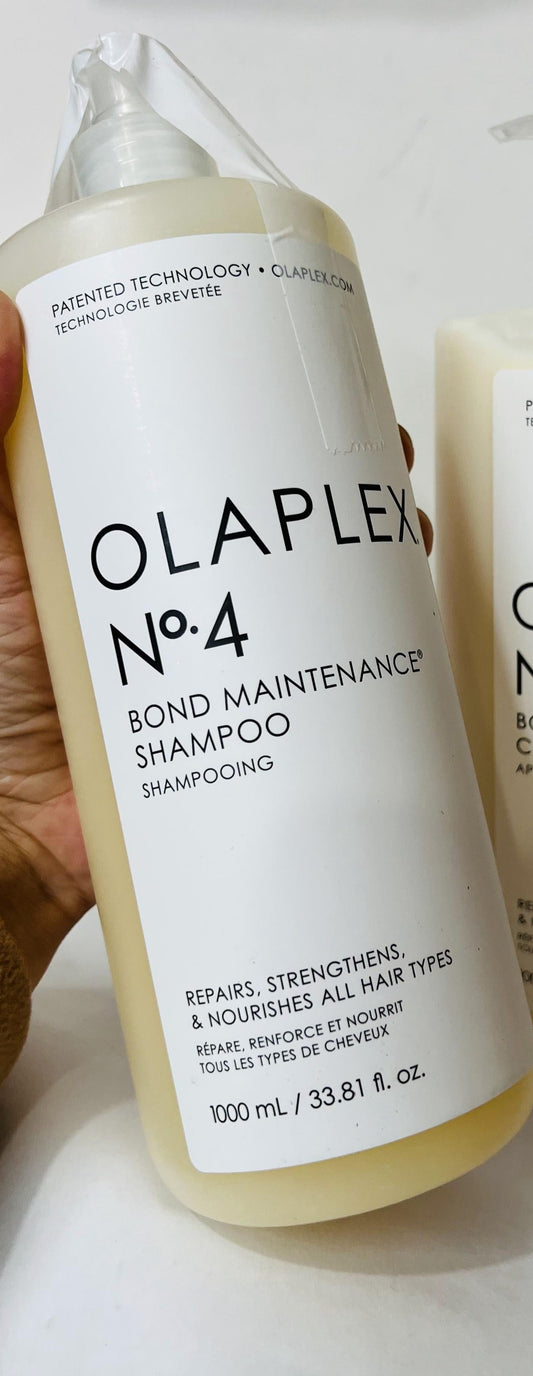 PATENTED TECHNOLOGY • OLAPLEX.COM
TECHNOLOGIE BREVETÉE
OLAPLEX.
Nº.4
BOND MAINTENANCE®
SHAMPOO
SHAMPOOING
REPAIRS, STRENGTHENS,
& NOURISHES ALL HAIR TYPES
RÉPARE, RENFORCE ET NOURRIT
TOUS LES TYPES DE CHEVEUX
1000 mL / 33.81 fl. oz.